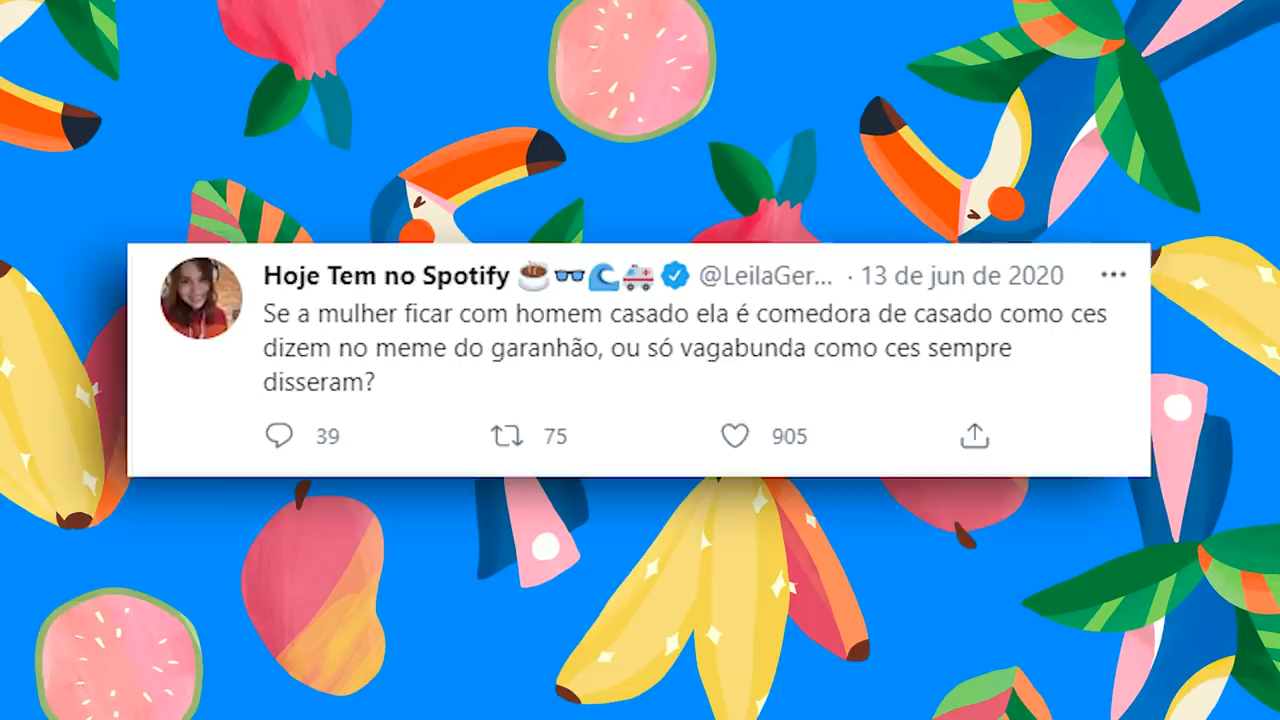 Hoje Tem no Spotify ☕👓🌊🚑 @LeilaGer... · 13 de jun de 2020
Se a mulher ficar com homem casado ela é comedora de casado como ces
dizem no meme do garanhão, ou só vagabunda como ces sempre
disseram?
39 75 905